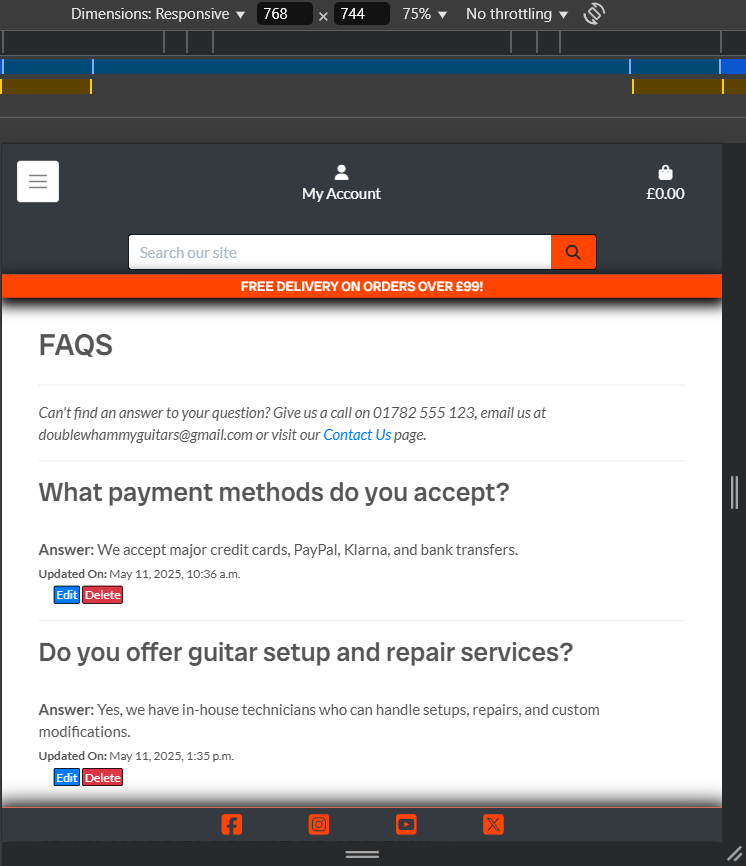 Dimensions: Responsive 768 × 744 75% No throttling
My Account
£0.00
Search our site
FREE DELIVERY ON ORDERS OVER £99!
FAQS
Can't find an answer to your question? Give us a call on 01782 555 123, email us at
doublewhammyguitars@gmail.com or visit our Contact Us page.
What payment methods do you accept?
Answer: We accept major credit cards, PayPal, Klarna, and bank transfers.
Updated On: May 11, 2025, 10:36 a.m.
Edit Delete
Do you offer guitar setup and repair services?
Answer: Yes, we have in-house technicians who can handle setups, repairs, and custom
modifications.
Updated On: May 11, 2025, 1:35 p.m.
Edit Delete